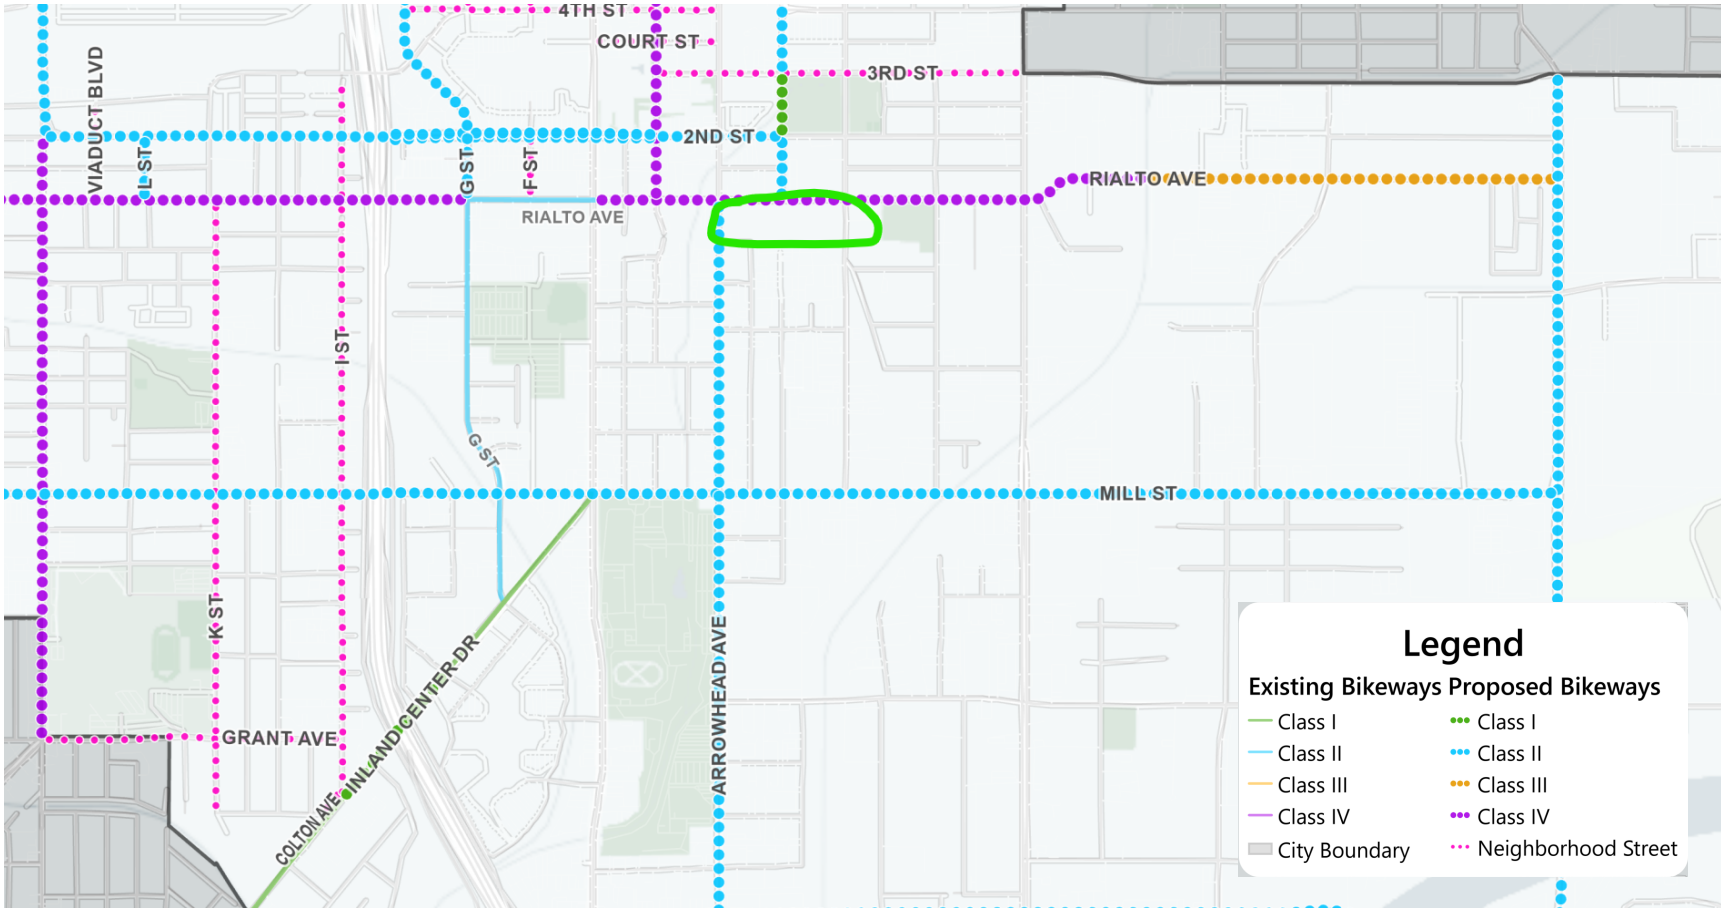 4TH ST
COURT ST
3RD ST
VIADUCT BLVD
2ND ST
L ST
G ST
F ST
RIALTO AVE
RIALTO AVE
I ST
G ST
MILL ST
K ST
ARROWHEAD AVE
INLAND CENTER DR
GRANT AVE
COLTON AVE
Legend
Existing Bikeways Proposed Bikeways
Class I Class I
Class II Class II
Class III Class III
Class IV Class IV
City Boundary Neighborhood Street